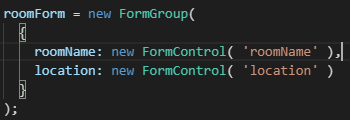 roomForm = new FormGroup(
{
roomName: new FormControl( 'roomName' ),
location: new FormControl( 'location' )
}
);